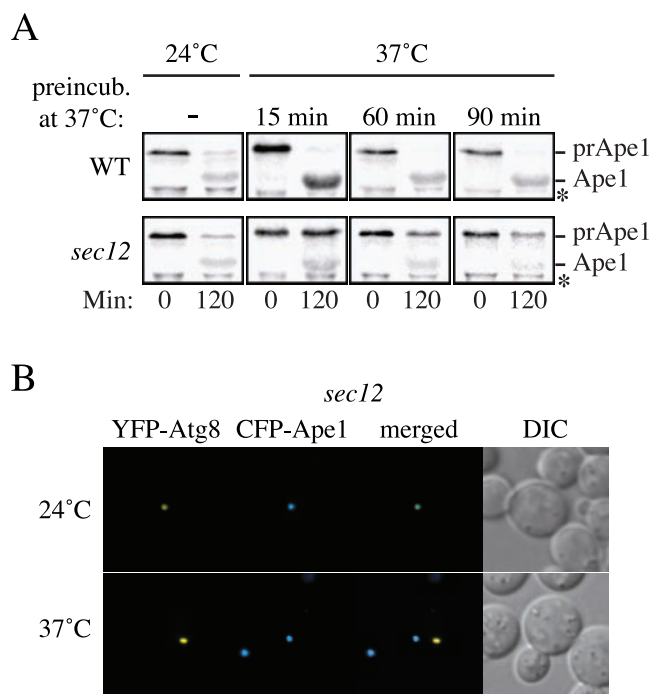 A
24˚C 37˚C
preincub.
at 37˚C: - 15 min 60 min 90 min
WT
prApe1
Ape1
*
sec12
prApe1
Ape1
*
Min: 0 120 0 120 0 120 0 120
B
sec12
YFP-Atg8 CFP-Ape1 merged DIC
24˚C
37˚C